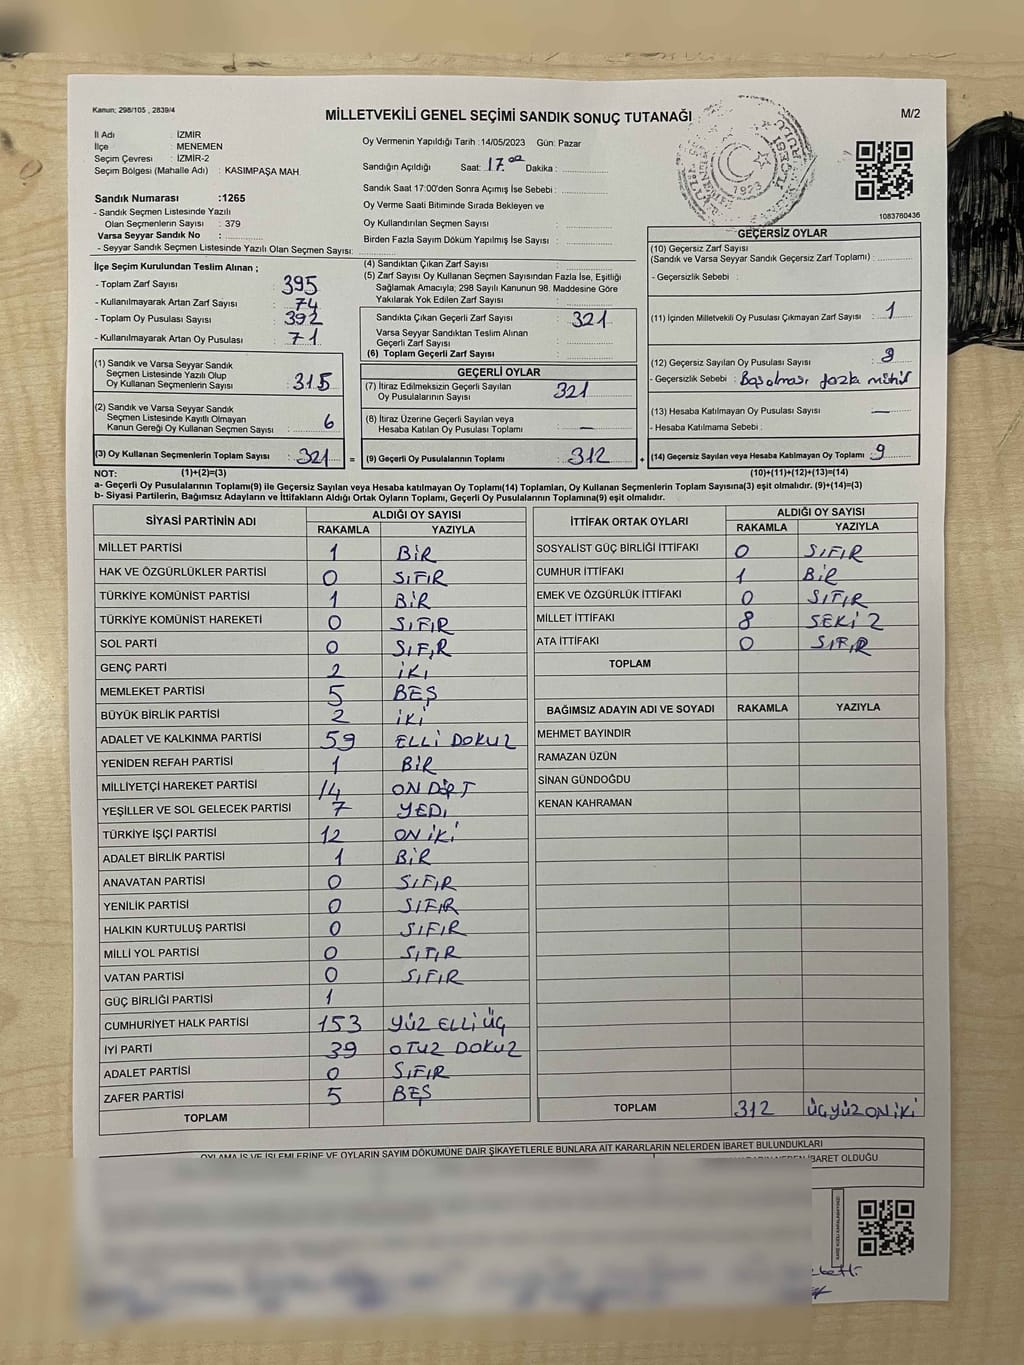 Kanun: 298/105 , 2839/4
MİLLETVEKİLİ GENEL SEÇİMİ SANDIK SONUÇ TUTANAĞI
M/2
İl Adı : İZMİR
İlçe : MENEMEN
Seçim Çevresi : İZMİR-2
Seçim Bölgesi (Mahalle Adı) : KASIMPAŞA MAH.
Sandık Numarası :1265
- Sandık Seçmen Listesinde Yazılı
Olan Seçmenlerin Sayısı : 379
Varsa Seyyar Sandık No :
- Seyyar Sandık Seçmen Listesinde Yazılı Olan Seçmen Sayısı:
Oy Vermenin Yapıldığı Tarih :14/05/2023 Gün: Pazar
Sandığın Açıldığı Saat: 17.00 Dakika :
Sandık Saat 17:00'den Sonra Açımış İse Sebebi :
Oy Verme Saati Bitiminde Sırada Bekleyen ve
Oy Kullandırılan Seçmen Sayısı :
Birden Fazla Sayım Döküm Yapılmış İse Sayısı :
1923
1083760436
İlçe Seçim Kurulundan Teslim Alınan ;
- Toplam Zarf Sayısı : 395
- Kullanılmayarak Artan Zarf Sayısı : 74
- Toplam Oy Pusulası Sayısı : 392
- Kullanılmayarak Artan Oy Pusulası : 71
(1) Sandık ve Varsa Seyyar Sandık
Seçmen Listesinde Yazılı Olup
Oy Kullanan Seçmenlerin Sayısı : 315
(2) Sandık ve Varsa Seyyar Sandık
Seçmen Listesinde Kayıtlı Olmayan
Kanun Gereği Oy Kullanan Seçmen Sayısı : 6
(3) Oy Kullanan Seçmenlerin Toplam Sayısı : 321 =
(4) Sandıktan Çıkan Zarf Sayısı :
(5) Zarf Sayısı Oy Kullanan Seçmen Sayısından Fazla İse, Eşitliği
Sağlamak Amacıyla; 298 Sayılı Kanunun 98. Maddesine Göre
Yakılarak Yok Edilen Zarf Sayısı :
Sandıkta Çıkan Geçerli Zarf Sayısı : 321
Varsa Seyyar Sandıktan Teslim Alınan
Geçerli Zarf Sayısı :
(6) Toplam Geçerli Zarf Sayısı :
GEÇERLİ OYLAR
(7) İtiraz Edilmeksizin Geçerli Sayılan
Oy Pusulalarının Sayısı : 321
(8) İtiraz Üzerine Geçerli Sayılan veya
Hesaba Katılan Oy Pusulası Toplamı : —
(9) Geçerli Oy Pusulalarının Toplamı : 312 +
GEÇERSİZ OYLAR
(10) Geçersiz Zarf Sayısı
(Sandık ve Varsa Seyyar Sandık Geçersiz Zarf Toplamı) :
- Geçersizlik Sebebi :
(11) İçinden Milletvekili Oy Pusulası Çıkmayan Zarf Sayısı : 1
(12) Geçersiz Sayılan Oy Pusulası Sayısı :
- Geçersizlik Sebebi : Boş olması fazla mühür
(13) Hesaba Katılmayan Oy Pusulası Sayısı : —
- Hesaba Katılmama Sebebi :
(14) Geçersiz Sayılan veya Hesaba Katılmayan Oy Toplamı : 9
NOT: (1)+(2)=(3) (10)+(11)+(12)+(13)=(14)
a- Geçerli Oy Pusulalarının Toplamı(9) ile Geçersiz Sayılan veya Hesaba katılmayan Oy Toplamı(14) Toplamları, Oy Kullanan Seçmenlerin Toplam Sayısına(3) eşit olmalıdır. (9)+(14)=(3)
b- Siyasi Partilerin, Bağımsız Adayların ve İttifakların Aldığı Ortak Oyların Toplamı, Geçerli Oy Pusulalarının Toplamına(9) eşit olmalıdır.
SİYASİ PARTİNİN ADI ALDIĞI OY SAYISI
RAKAMLA YAZIYLA
MİLLET PARTİSİ 1 BİR
HAK VE ÖZGÜRLÜKLER PARTİSİ 0 SIFIR
TÜRKİYE KOMÜNİST PARTİSİ 1 BİR
TÜRKİYE KOMÜNİST HAREKETİ 0 SIFIR
SOL PARTİ 0 SIFIR
GENÇ PARTİ 2 İKİ
MEMLEKET PARTİSİ 5 BEŞ
BÜYÜK BİRLİK PARTİSİ 2 İKİ
ADALET VE KALKINMA PARTİSİ 59 ELLİ DOKUZ
YENİDEN REFAH PARTİSİ 1 BİR
MİLLİYETÇİ HAREKET PARTİSİ 14 ON DÖRT
YEŞİLLER VE SOL GELECEK PARTİSİ 7 YEDİ
TÜRKİYE İŞÇİ PARTİSİ 12 ON İKİ
ADALET BİRLİK PARTİSİ 1 BİR
ANAVATAN PARTİSİ 0 SIFIR
YENİLİK PARTİSİ 0 SIFIR
HALKIN KURTULUŞ PARTİSİ 0 SIFIR
MİLLİ YOL PARTİSİ 0 SIFIR
VATAN PARTİSİ 0 SIFIR
GÜÇ BİRLİĞİ PARTİSİ 1
CUMHURİYET HALK PARTİSİ 153 YÜZ ELLİ ÜÇ
İYİ PARTİ 39 OTUZ DOKUZ
ADALET PARTİSİ 0 SIFIR
ZAFER PARTİSİ 5 BEŞ
TOPLAM
İTTİFAK ORTAK OYLARI ALDIĞI OY SAYISI
RAKAMLA YAZIYLA
SOSYALİST GÜÇ BİRLİĞİ İTTİFAKI 0 SIFIR
CUMHUR İTTİFAKI 1 BİR
EMEK VE ÖZGÜRLÜK İTTİFAKI 0 SIFIR
MİLLET İTTİFAKI 8 SEKİZ
ATA İTTİFAKI 0 SIFIR
TOPLAM
BAĞIMSIZ ADAYIN ADI VE SOYADI RAKAMLA YAZIYLA
MEHMET BAYINDIR
RAMAZAN ÜZÜN
SİNAN GÜNDOĞDU
KENAN KAHRAMAN
TOPLAM 312 ÜÇYÜZ ON İKİ
OYLAMA İŞ VE İŞLEMLERİNE VE OYLARIN SAYIM DÖKÜMÜNE DAİR ŞİKAYETLERLE BUNLARA AİT KARARLARIN NELERDEN İBARET BULUNDUKLARI
İBARET OLDUĞU